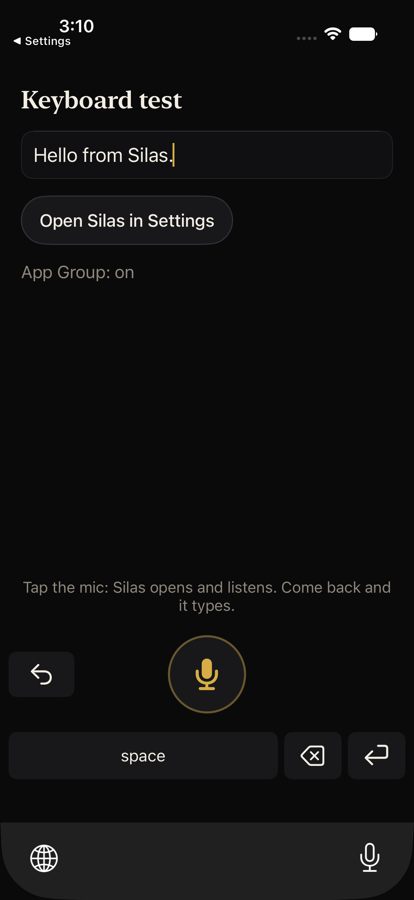 3:10
◀ Settings
Keyboard test
Hello from Silas.
Open Silas in Settings
App Group: on
Tap the mic: Silas opens and listens. Come back and
it types.
space